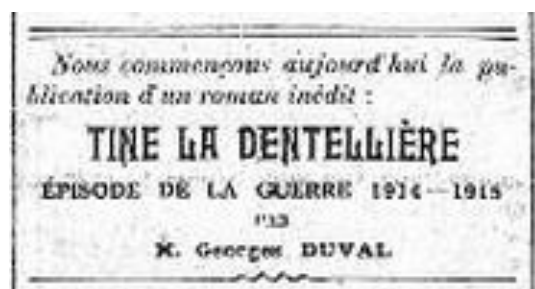 Nous commençons aujourd'hui la pu-
blication d'un roman inédit :
TINE LA DENTELLIÈRE
ÉPISODE DE LA GUERRE 1914—1915
PAR
M. Georges DUVAL